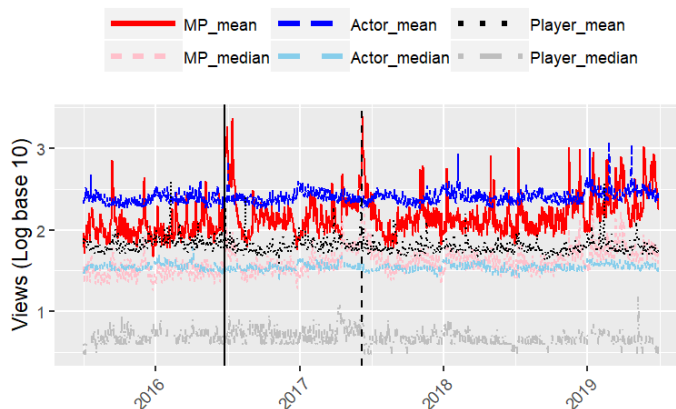 MP_mean Actor_mean Player_mean
MP_median Actor_median Player_median
Views (Log base 10)
3
2
1
2016 2017 2018 2019